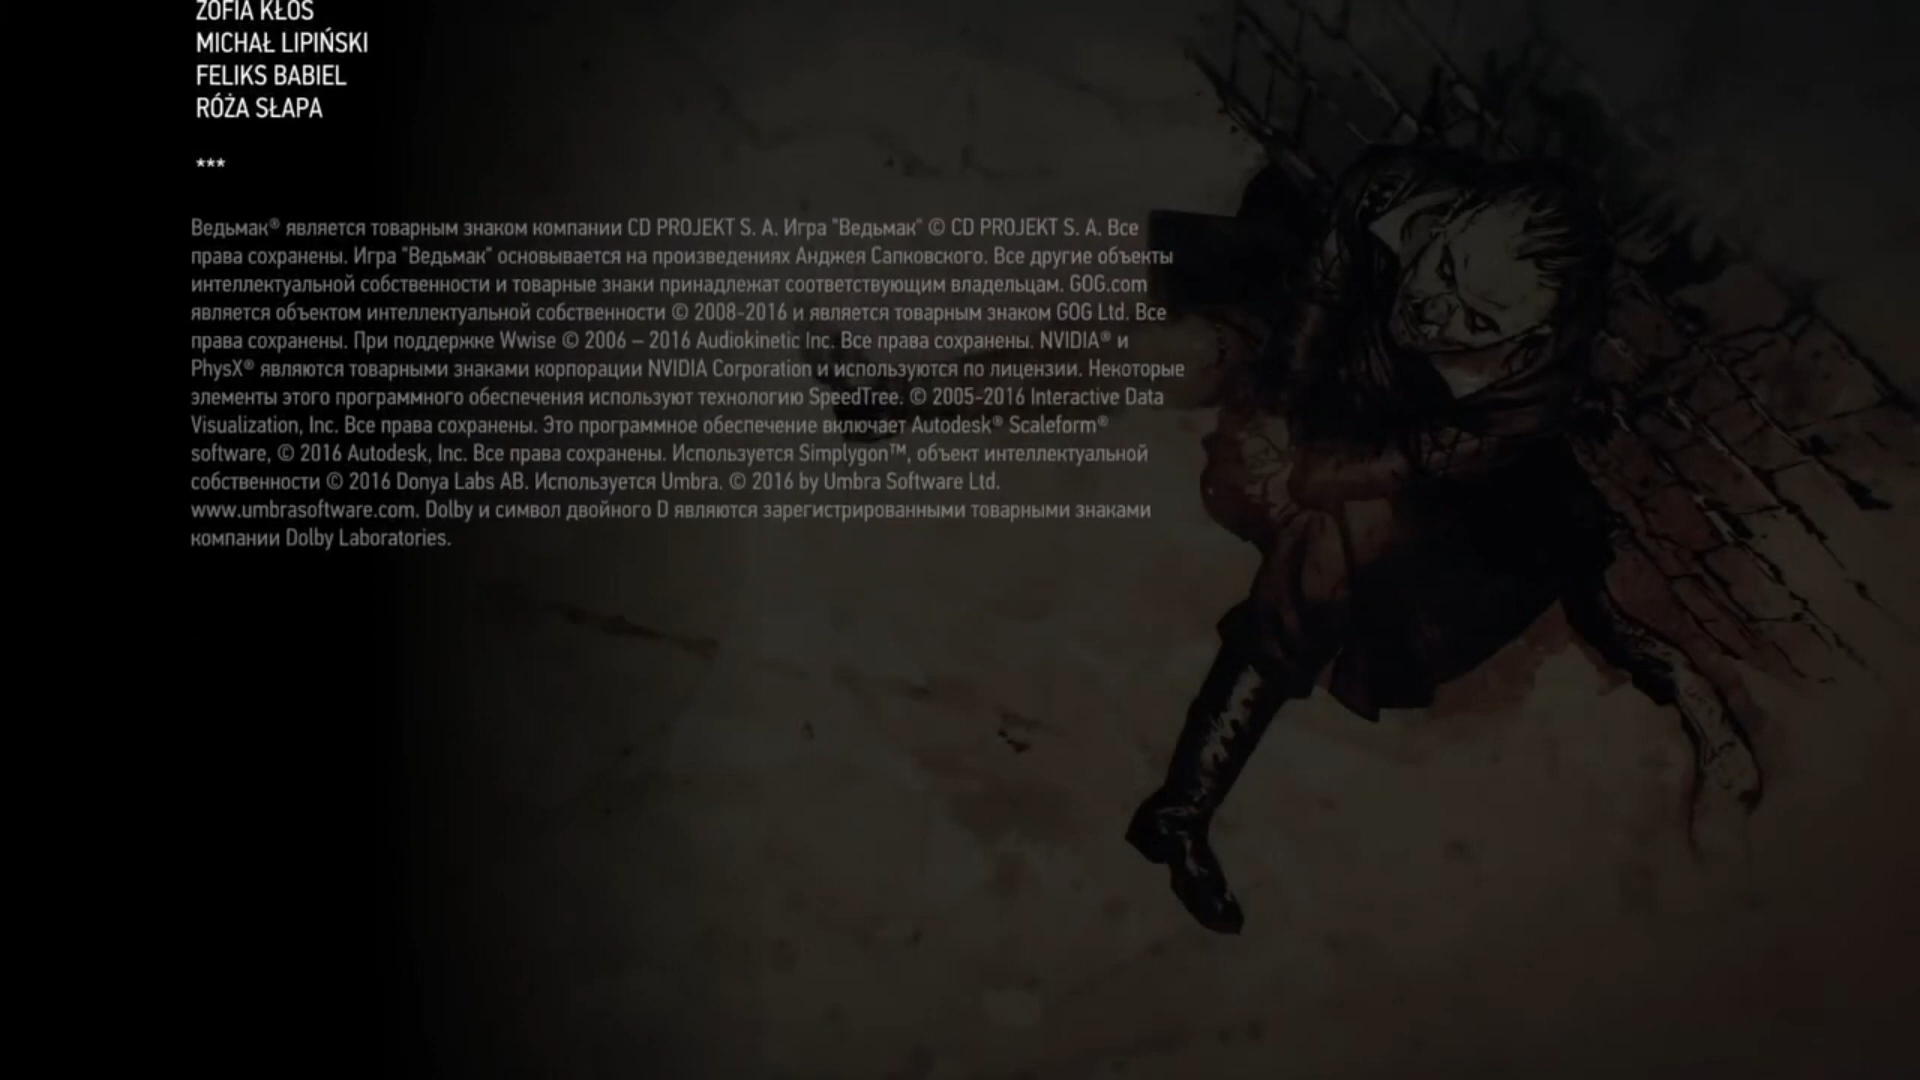 ZOFIA KŁOS
MICHAŁ LIPIŃSKI
FELIKS BABIEL
RÓŻA SŁAPA
***
Ведьмак® является товарным знаком компании CD PROJEKT S. A. Игра "Ведьмак" © CD PROJEKT S. A. Все
права сохранены. Игра "Ведьмак" основывается на произведениях Анджея Сапковского. Все другие объекты
интеллектуальной собственности и товарные знаки принадлежат соответствующим владельцам. GOG.com
является объектом интеллектуальной собственности © 2008-2016 и является товарным знаком GOG Ltd. Все
права сохранены. При поддержке Wwise © 2006 – 2016 Audiokinetic Inc. Все права сохранены. NVIDIA® и
PhysX® являются товарными знаками корпорации NVIDIA Corporation и используются по лицензии. Некоторые
элементы этого программного обеспечения используют технологию SpeedTree. © 2005-2016 Interactive Data
Visualization, Inc. Все права сохранены. Это программное обеспечение включает Autodesk® Scaleform®
software, © 2016 Autodesk, Inc. Все права сохранены. Используется Simplygon™, объект интеллектуальной
собственности © 2016 Donya Labs AB. Используется Umbra. © 2016 by Umbra Software Ltd.
www.umbrasoftware.com. Dolby и символ двойного D являются зарегистрированными товарными знаками
компании Dolby Laboratories.